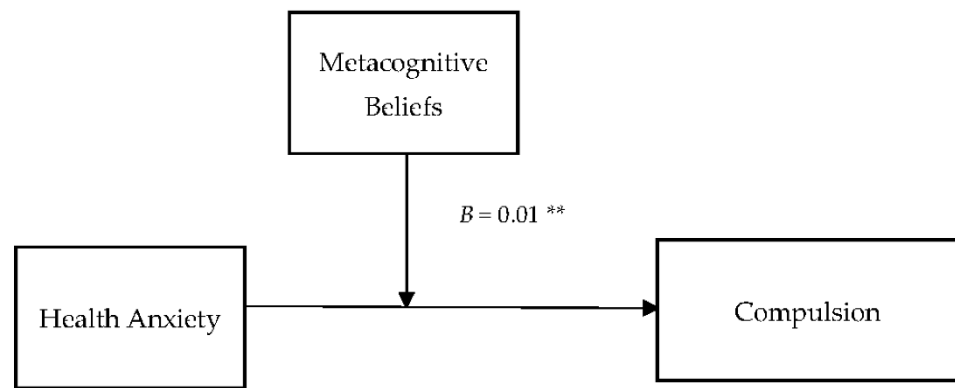 Metacognitive
Beliefs
B = 0.01 **
Health Anxiety
Compulsion